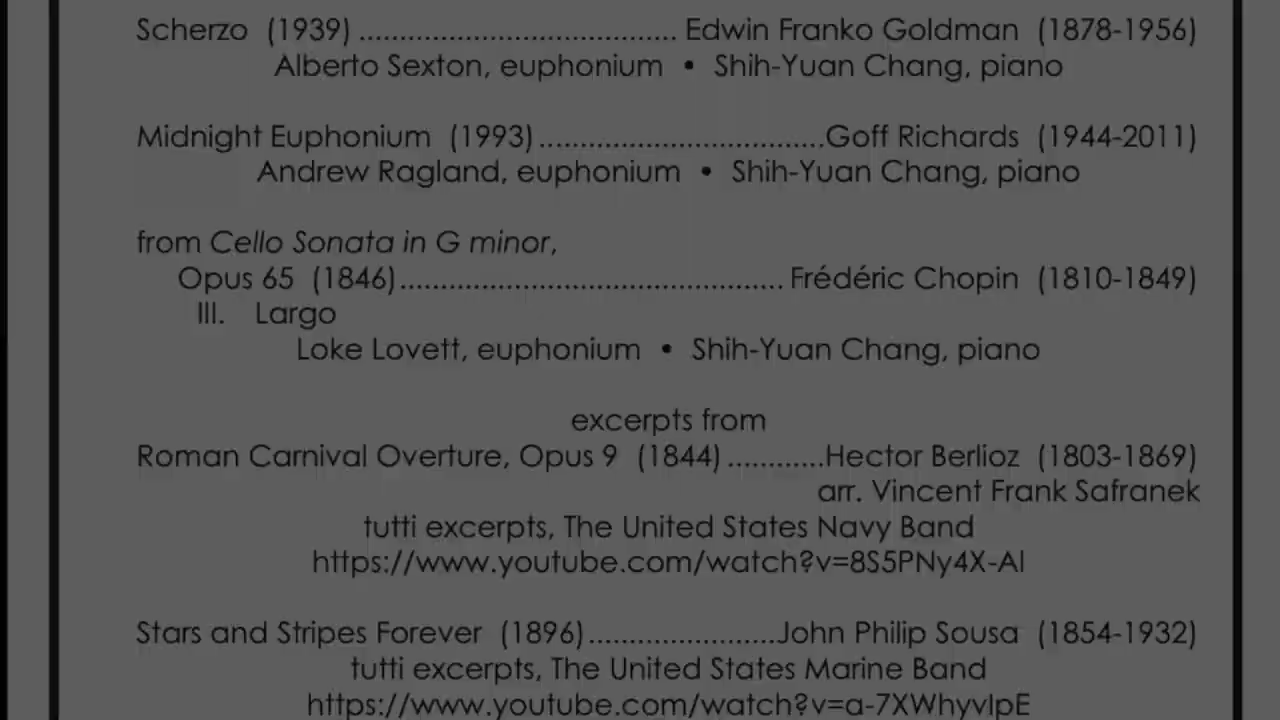 Scherzo (1939) ....................................... Edwin Franko Goldman (1878-1956)
Alberto Sexton, euphonium • Shih-Yuan Chang, piano
Midnight Euphonium (1993)...................................Goff Richards (1944-2011)
Andrew Ragland, euphonium • Shih-Yuan Chang, piano
from Cello Sonata in G minor,
Opus 65 (1846)............................................... Frédéric Chopin (1810-1849)
III. Largo
Loke Lovett, euphonium • Shih-Yuan Chang, piano
excerpts from
Roman Carnival Overture, Opus 9 (1844) ............Hector Berlioz (1803-1869)
arr. Vincent Frank Safranek
tutti excerpts, The United States Navy Band
https://www.youtube.com/watch?v=8S5PNy4X-AI
Stars and Stripes Forever (1896).......................John Philip Sousa (1854-1932)
tutti excerpts, The United States Marine Band
https://www.youtube.com/watch?v=a-7XWhyvIpE